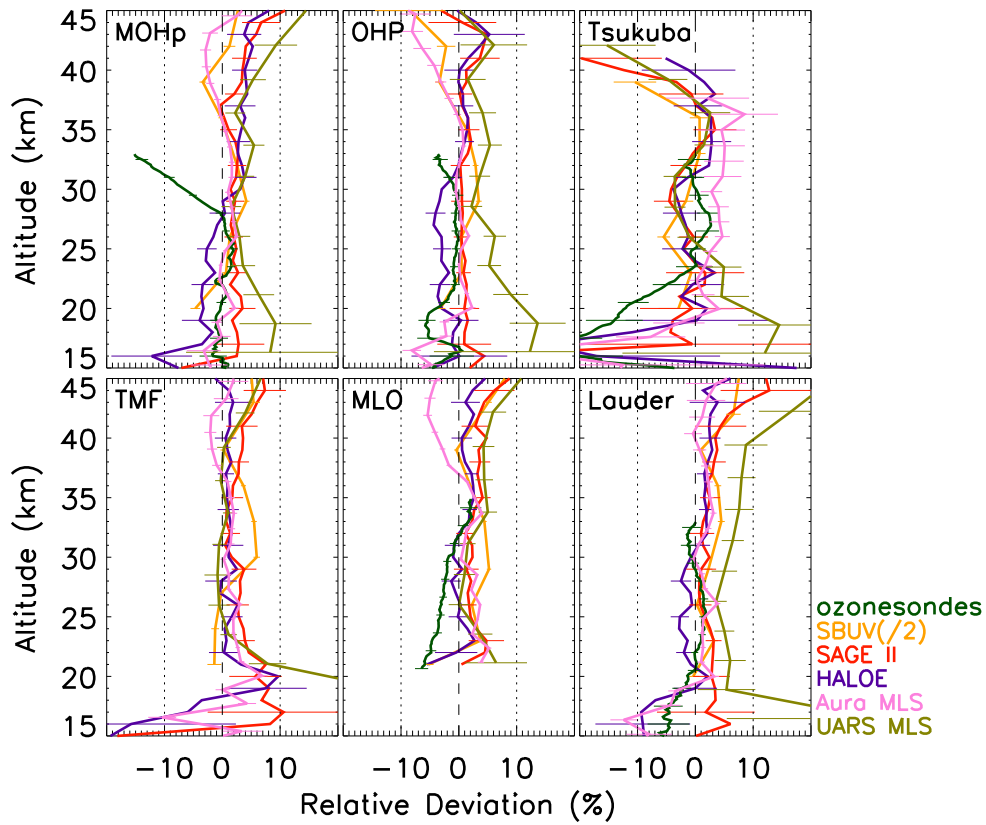 MOHp OHP Tsukuba
45
40
35
30
25
20
15
Altitude (km)
TMF MLO Lauder
45
40
35
30
25
20
15
Altitude (km)
ozonesondes
SBUV(/2)
SAGE II
HALOE
Aura MLS
UARS MLS
-10 0 10 -10 0 10 -10 0 10
Relative Deviation (%)